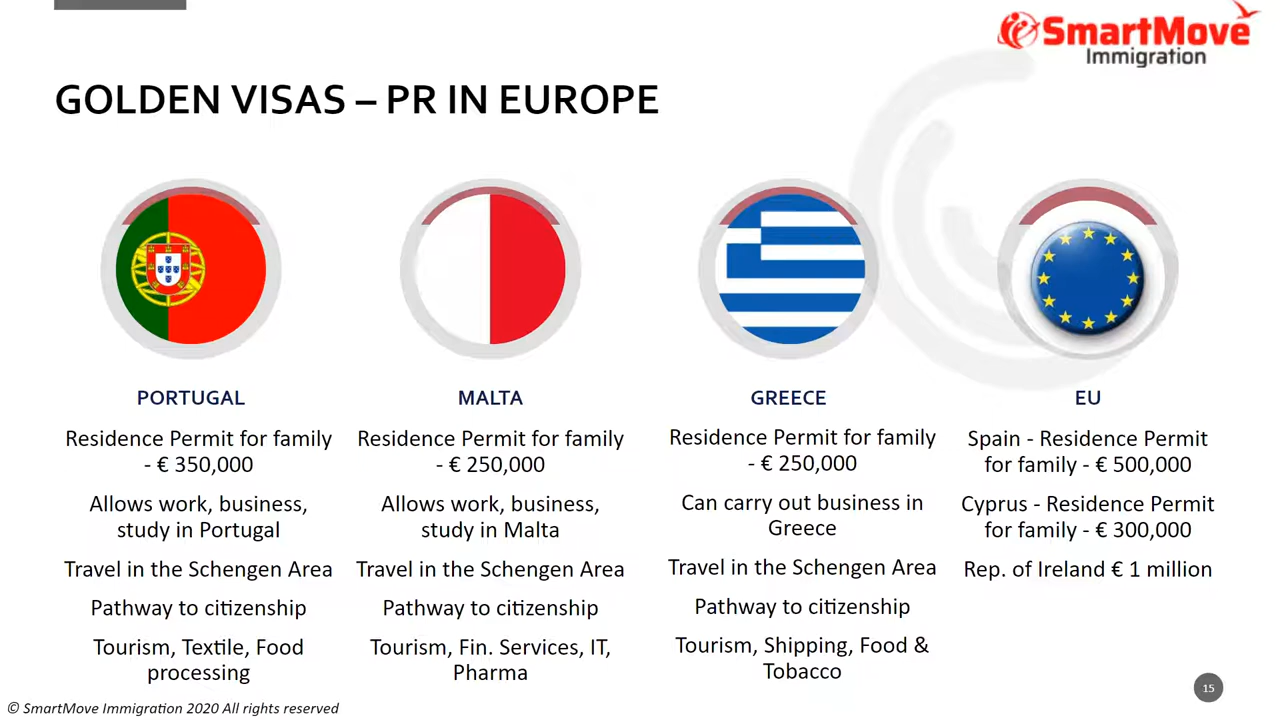 SmartMove
Immigration
GOLDEN VISAS – PR IN EUROPE
PORTUGAL
Residence Permit for family
- € 350,000
Allows work, business,
study in Portugal
Travel in the Schengen Area
Pathway to citizenship
Tourism, Textile, Food
processing
MALTA
Residence Permit for family
- € 250,000
Allows work, business,
study in Malta
Travel in the Schengen Area
Pathway to citizenship
Tourism, Fin. Services, IT,
Pharma
GREECE
Residence Permit for family
- € 250,000
Can carry out business in
Greece
Travel in the Schengen Area
Pathway to citizenship
Tourism, Shipping, Food &
Tobacco
EU
Spain - Residence Permit
for family - € 500,000
Cyprus - Residence Permit
for family - € 300,000
Rep. of Ireland € 1 million
15
© SmartMove Immigration 2020 All rights reserved